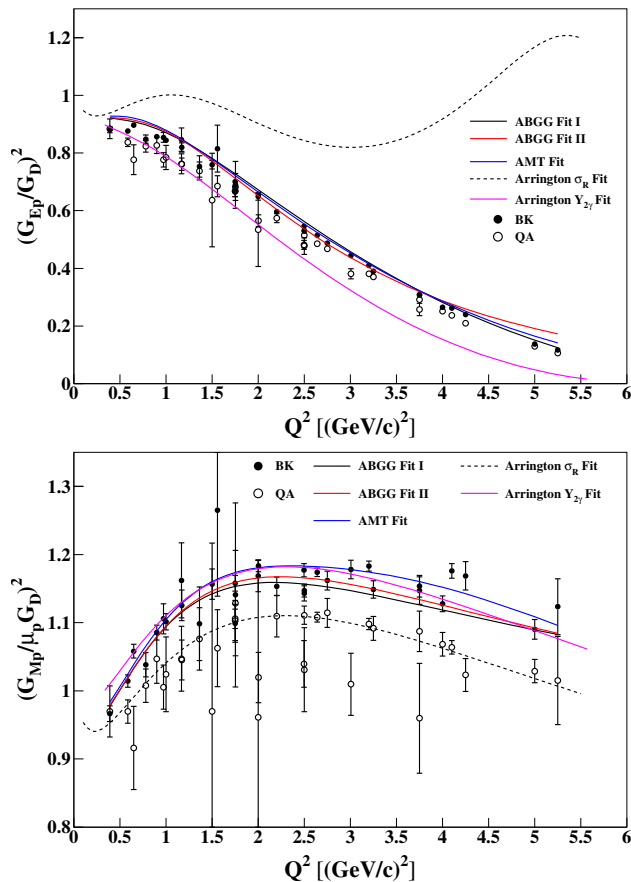 (G_Ep/G_D)^2
1.2
1
0.8
0.6
0.4
0.2
0
ABGG Fit I
ABGG Fit II
AMT Fit
Arrington σ_R Fit
Arrington Y_2γ Fit
BK
QA
0 0.5 1 1.5 2 2.5 3 3.5 4 4.5 5 5.5 6
Q^2 [(GeV/c)^2]
(G_Mp/μ_p G_D)^2
1.3
1.2
1.1
1
0.9
0.8
BK ABGG Fit I Arrington σ_R Fit
QA ABGG Fit II Arrington Y_2γ Fit
AMT Fit
0 0.5 1 1.5 2 2.5 3 3.5 4 4.5 5 5.5 6
Q^2 [(GeV/c)^2]